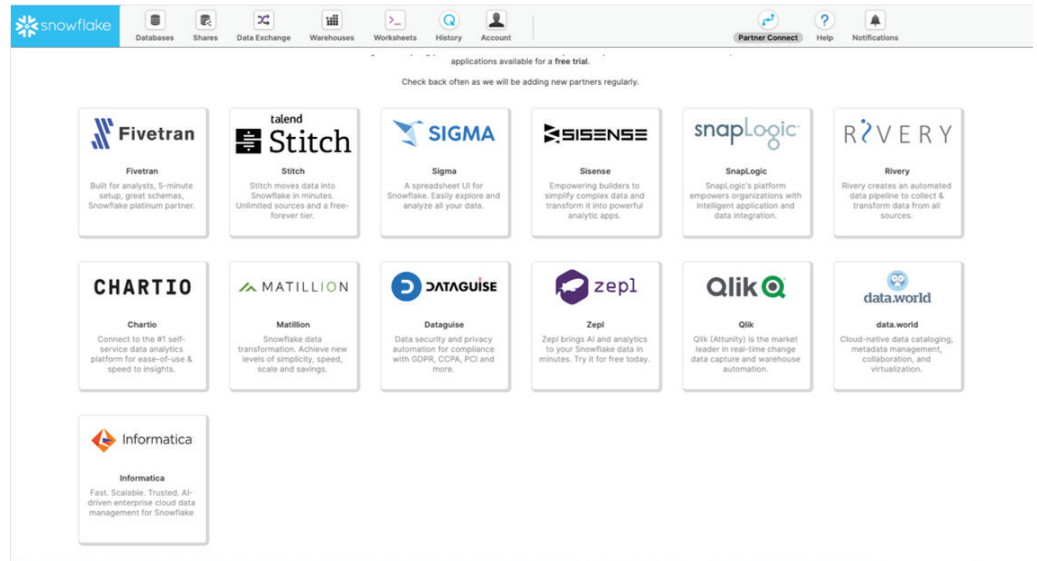 snowflake
Databases Shares Data Exchange Warehouses Worksheets History Account Partner Connect Help Notifications
applications available for a free trial.
Check back often as we will be adding new partners regularly.
Fivetran
Fivetran
Built for analysts, 5-minute
setup, great schemas,
Snowflake platinum partner.
talend
Stitch
Stitch
Stitch moves data into
Snowflake in minutes.
Unlimited sources and a free-
forever tier.
SIGMA
Sigma
A spreadsheet UI for
Snowflake. Easily explore and
analyze all your data.
SISENSE
Sisense
Empowering builders to
simplify complex data and
transform it into powerful
analytic apps.
snapLogic
SnapLogic
SnapLogic's platform
empowers organizations with
intelligent application and
data integration.
RIVERY
Rivery
Rivery creates an automated
data pipeline to collect &
transform data from all
sources.
CHARTIO
Chartio
Connect to the #1 self-
service data analytics
platform for ease-of-use &
speed to insights.
MATILLION
Matillion
Snowflake data
transformation. Achieve new
levels of simplicity, speed,
scale and savings.
DATAGUISE
Dataguise
Data security and privacy
automation for compliance
with GDPR, CCPA, PCI and
more.
zepl
Zepl
Zepl brings AI and analytics
to your Snowflake data in
minutes. Try it for free today.
Qlik
Qlik
Qlik (Attunity) is the market
leader in real-time change
data capture and warehouse
automation.
data.world
data.world
Cloud-native data cataloging,
metadata management,
collaboration, and
virtualization.
Informatica
Informatica
Fast. Scalable. Trusted. AI-
driven enterprise cloud data
management for Snowflake